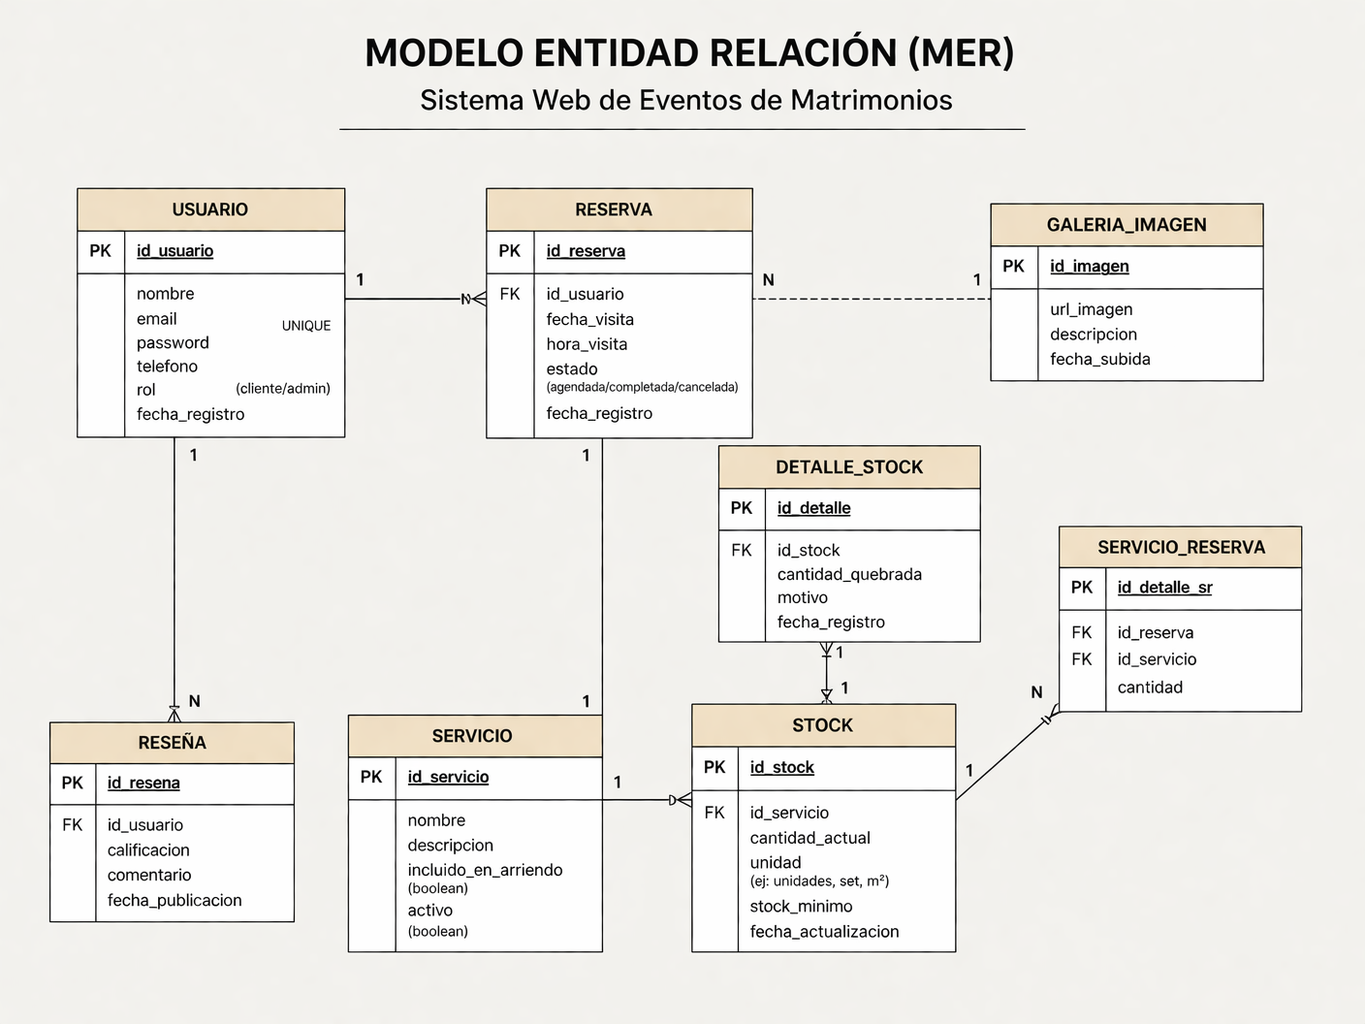 MODELO ENTIDAD RELACIÓN (MER)
Sistema Web de Eventos de Matrimonios
USUARIO
PK id_usuario
nombre
email
UNIQUE
password
telefono
rol (cliente/admin)
fecha_registro
1
N
RESERVA
PK id_reserva
FK id_usuario
fecha_visita
hora_visita
estado
(agendada/completada/cancelada)
fecha_registro
N
1
GALERIA_IMAGEN
PK id_imagen
url_imagen
descripcion
fecha_subida
1
1
DETALLE_STOCK
PK id_detalle
FK id_stock
cantidad_quebrada
motivo
fecha_registro
1
1
SERVICIO_RESERVA
PK id_detalle_sr
FK id_reserva
FK id_servicio
cantidad
N
1
N
RESEÑA
PK id_resena
FK id_usuario
calificacion
comentario
fecha_publicacion
1
SERVICIO
PK id_servicio
nombre
descripcion
incluido_en_arriendo
(boolean)
activo
(boolean)
1
STOCK
PK id_stock
FK id_servicio
cantidad_actual
unidad
(ej: unidades, set, m²)
stock_minimo
fecha_actualizacion